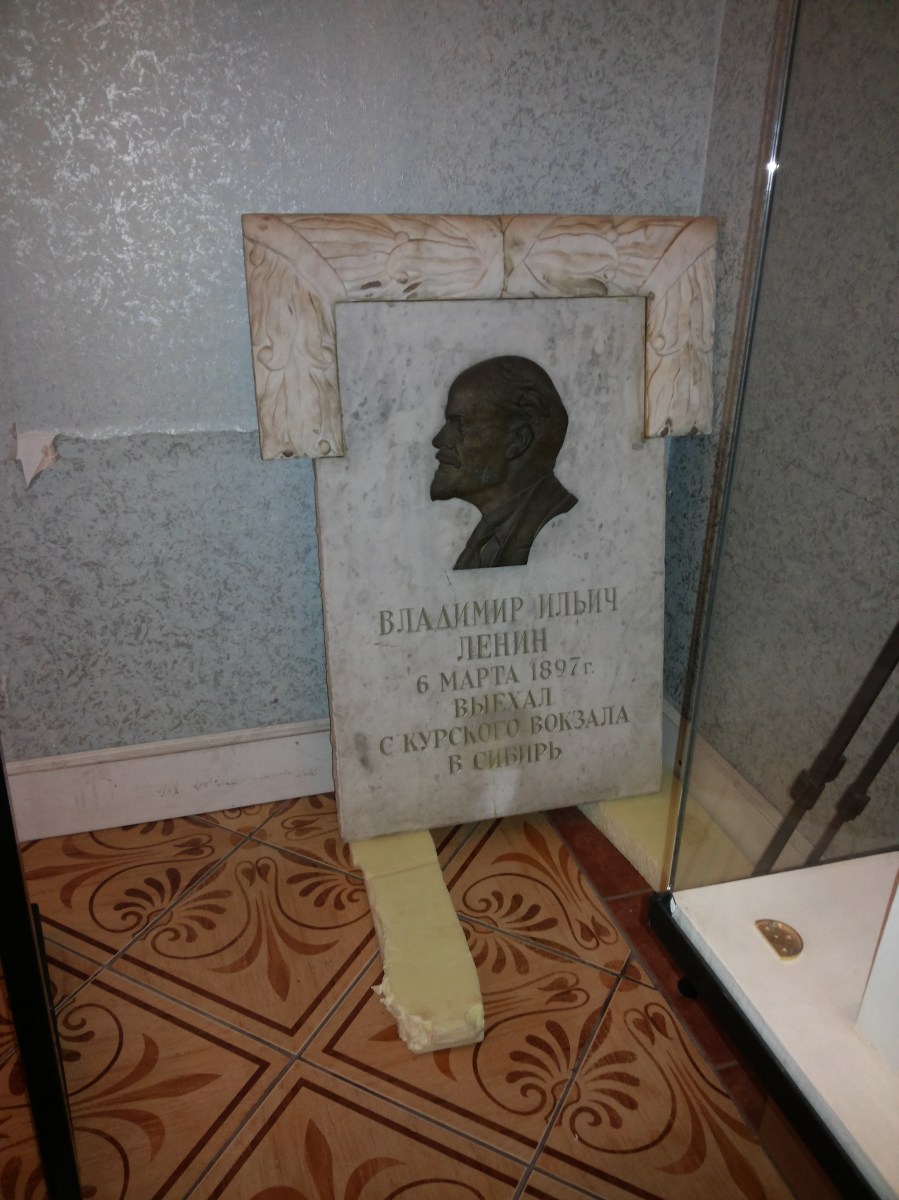 ВЛАДИМИР ИЛЬИЧ
ЛЕНИН
6 МАРТА 1897 г.
ВЫЕХАЛ
С КУРСКОГО ВОКЗАЛА
В СИБИРЬ